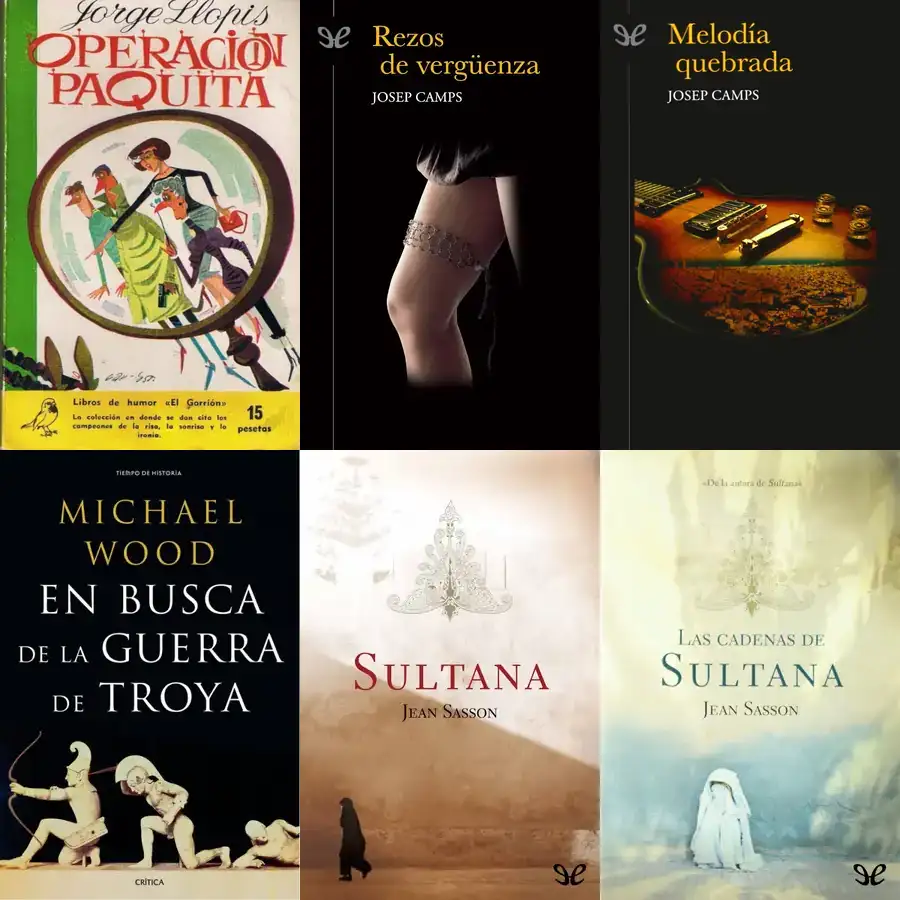 Jorge Llopis
OPERACIÓN
PAQUITA
Libros de humor «El Gorrión»
La colección en donde se dan cita los
campeones de la risa, la sonrisa y la
ironía.
15
pesetas
Rezos
de vergüenza
JOSEP CAMPS
Melodía
quebrada
JOSEP CAMPS
TIEMPO DE HISTORIA
MICHAEL
WOOD
EN BUSCA
DE LA GUERRA
DE TROYA
CRÍTICA
SULTANA
JEAN SASSON
«De la autora de Sultana»
LAS CADENAS DE
SULTANA
JEAN SASSON